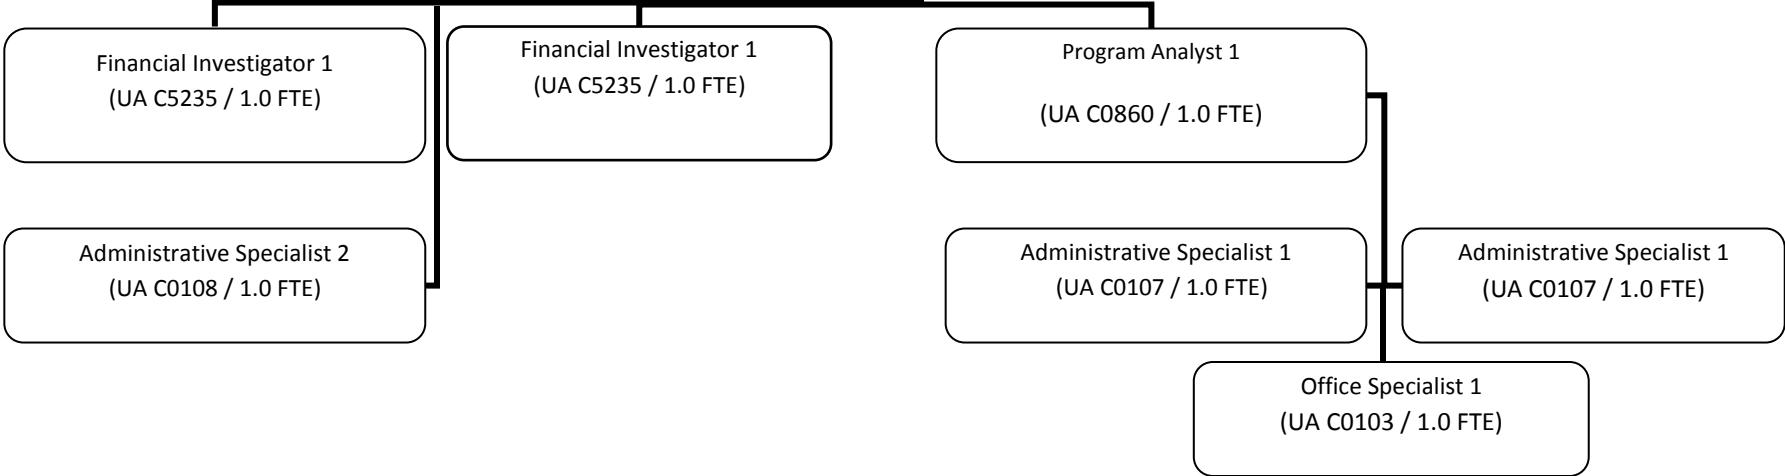 Financial Investigator 1
(UA C5235 / 1.0 FTE)
Financial Investigator 1
(UA C5235 / 1.0 FTE)
Program Analyst 1
(UA C0860 / 1.0 FTE)
Administrative Specialist 2
(UA C0108 / 1.0 FTE)
Administrative Specialist 1
(UA C0107 / 1.0 FTE)
Administrative Specialist 1
(UA C0107 / 1.0 FTE)
Office Specialist 1
(UA C0103 / 1.0 FTE)